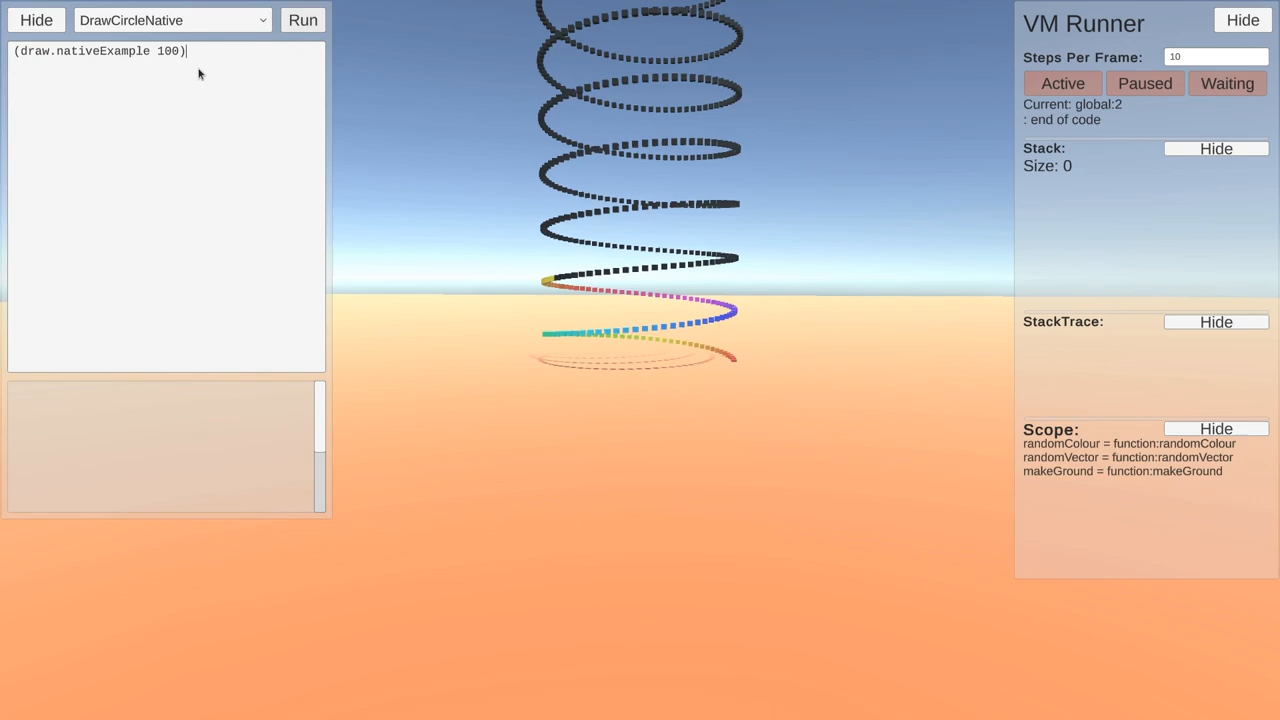 Hide
DrawCircleNative
Run
(draw.nativeExample 100)
VM Runner
Hide
Steps Per Frame:
10
Active
Paused
Waiting
Current: global:2
: end of code
Stack:
Hide
Size: 0
StackTrace:
Hide
Scope:
Hide
randomColour = function:randomColour
randomVector = function:randomVector
makeGround = function:makeGround